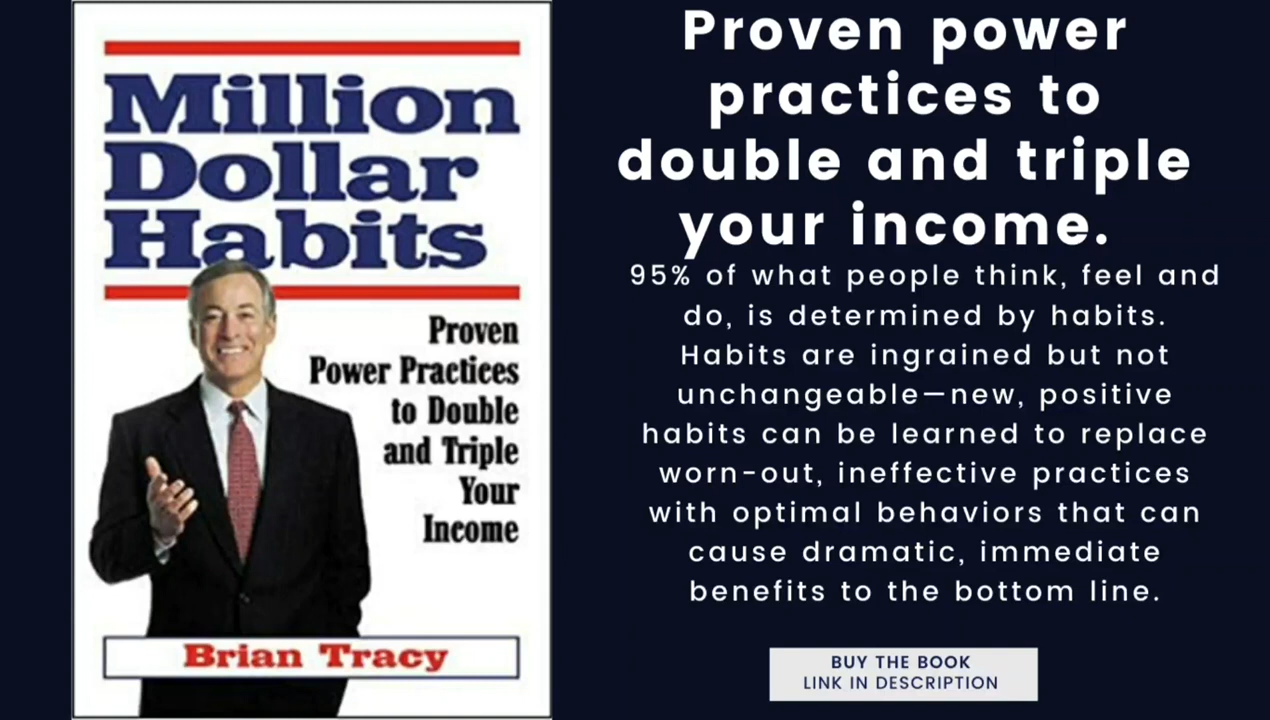 Million
Dollar
Habits
Proven
Power Practices
to Double
and Triple
Your
Income
Brian Tracy
Proven power
practices to
double and triple
your income.
95% of what people think, feel and
do, is determined by habits.
Habits are ingrained but not
unchangeable—new, positive
habits can be learned to replace
worn-out, ineffective practices
with optimal behaviors that can
cause dramatic, immediate
benefits to the bottom line.
BUY THE BOOK
LINK IN DESCRIPTION